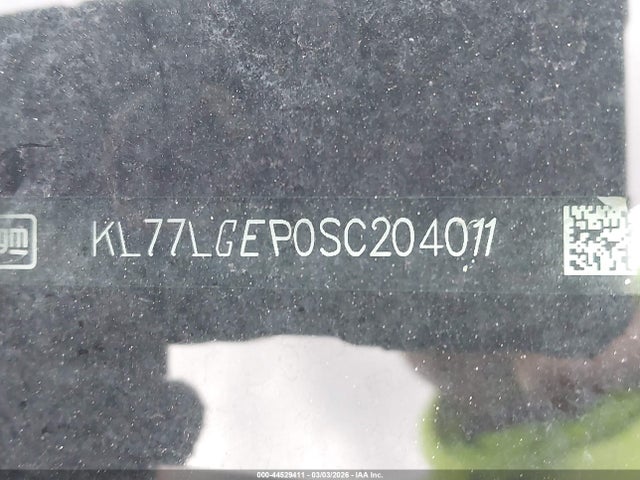 gm KL77LGEP0SC204011
000-44529411 - 03/03/2026 - IAA Inc.